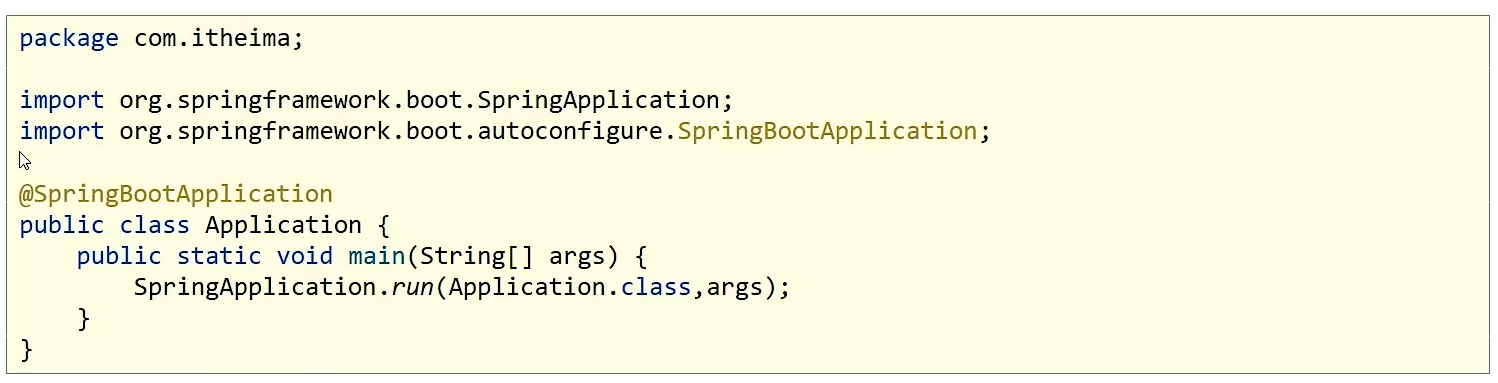 package com.itheima;
import org.springframework.boot.SpringApplication;
import org.springframework.boot.autoconfigure.SpringBootApplication;
@SpringBootApplication
public class Application {
    public static void main(String[] args) {
        SpringApplication.run(Application.class,args);
    }
}